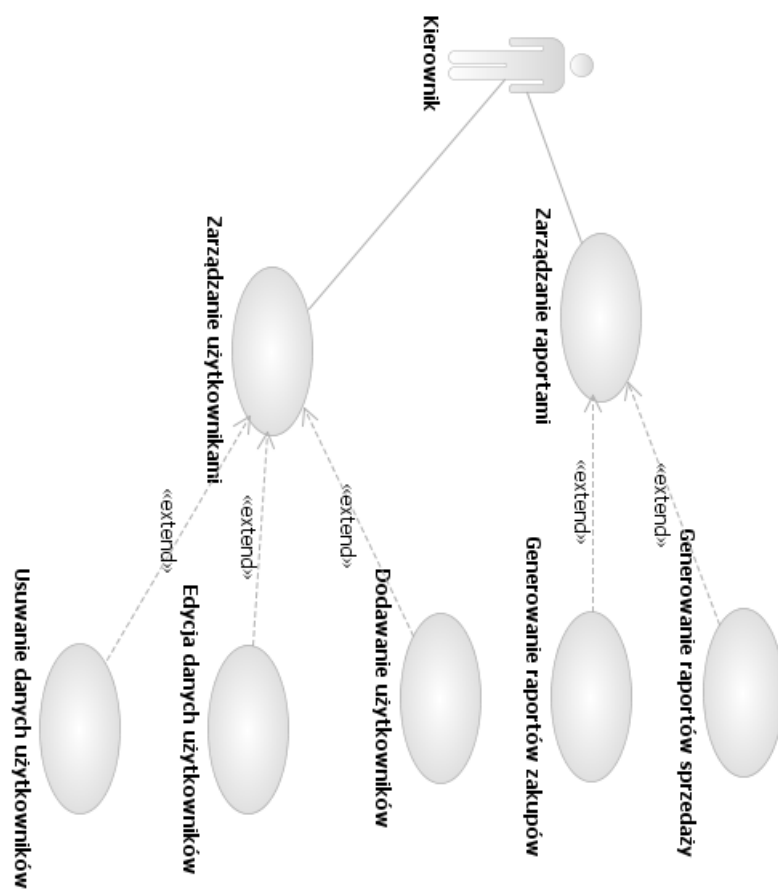 Kierownik
Zarządzanie raportami
Zarządzanie użytkownikami
«extend»
«extend»
«extend»
«extend»
«extend»
Generowanie raportów sprzedaży
Generowanie raportów zakupów
Dodawanie użytkowników
Edycja danych użytkowników
Usuwanie danych użytkowników